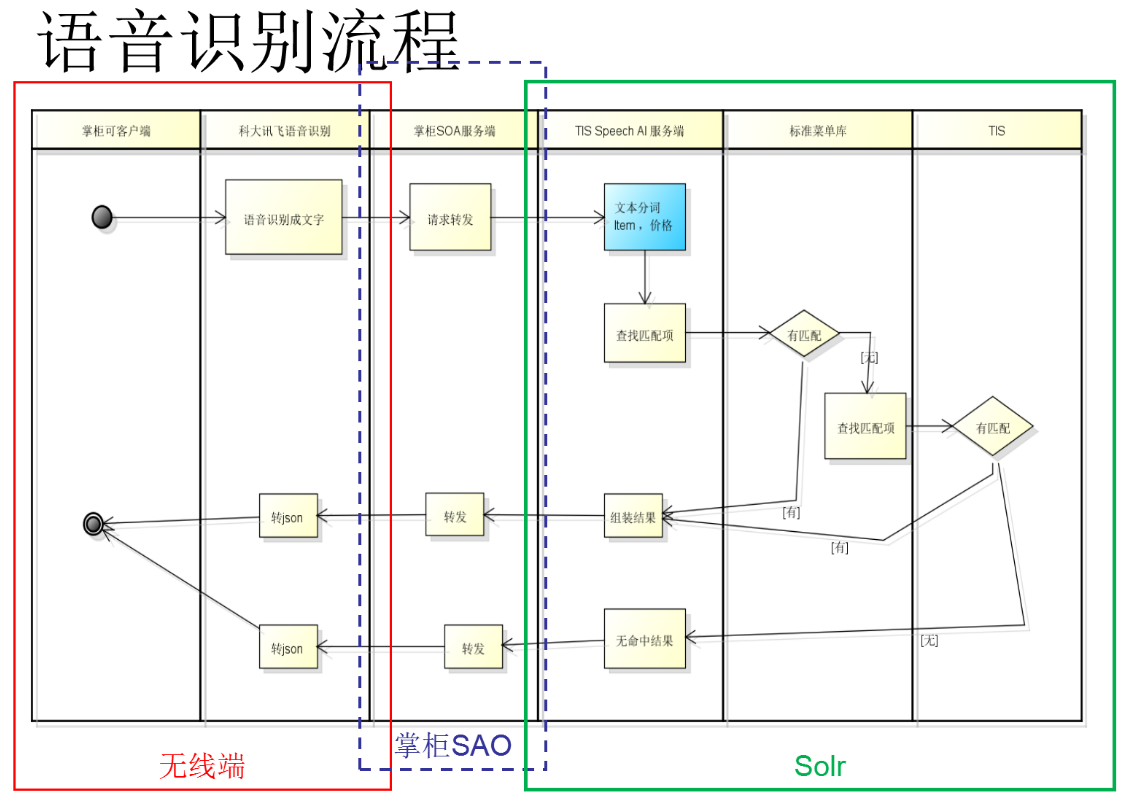 语音识别流程
掌柜可客户端
科大讯飞语音识别
掌柜SOA服务端
TIS Speech AI 服务端
标准菜单库
TIS
语音识别成文字
请求转发
文本分词
Item ，价格
查找匹配项
有匹配
[无]
查找匹配项
有匹配
转json
转发
组装结果
[有]
[有]
转json
转发
无命中结果
[无]
无线端
掌柜SAO
Solr